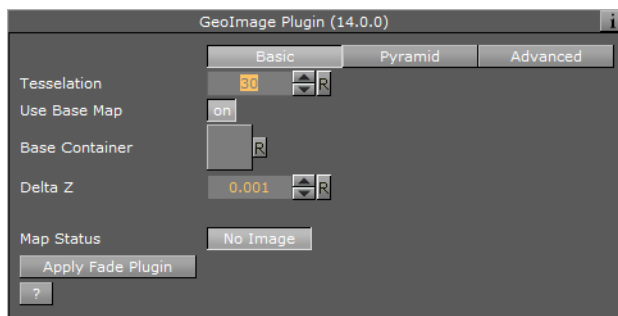 GeoImage Plugin (14.0.0) i
Basic Pyramid Advanced
Tesselation 30 R
Use Base Map on
Base Container R
Delta Z 0.001 R
Map Status No Image
Apply Fade Plugin
?